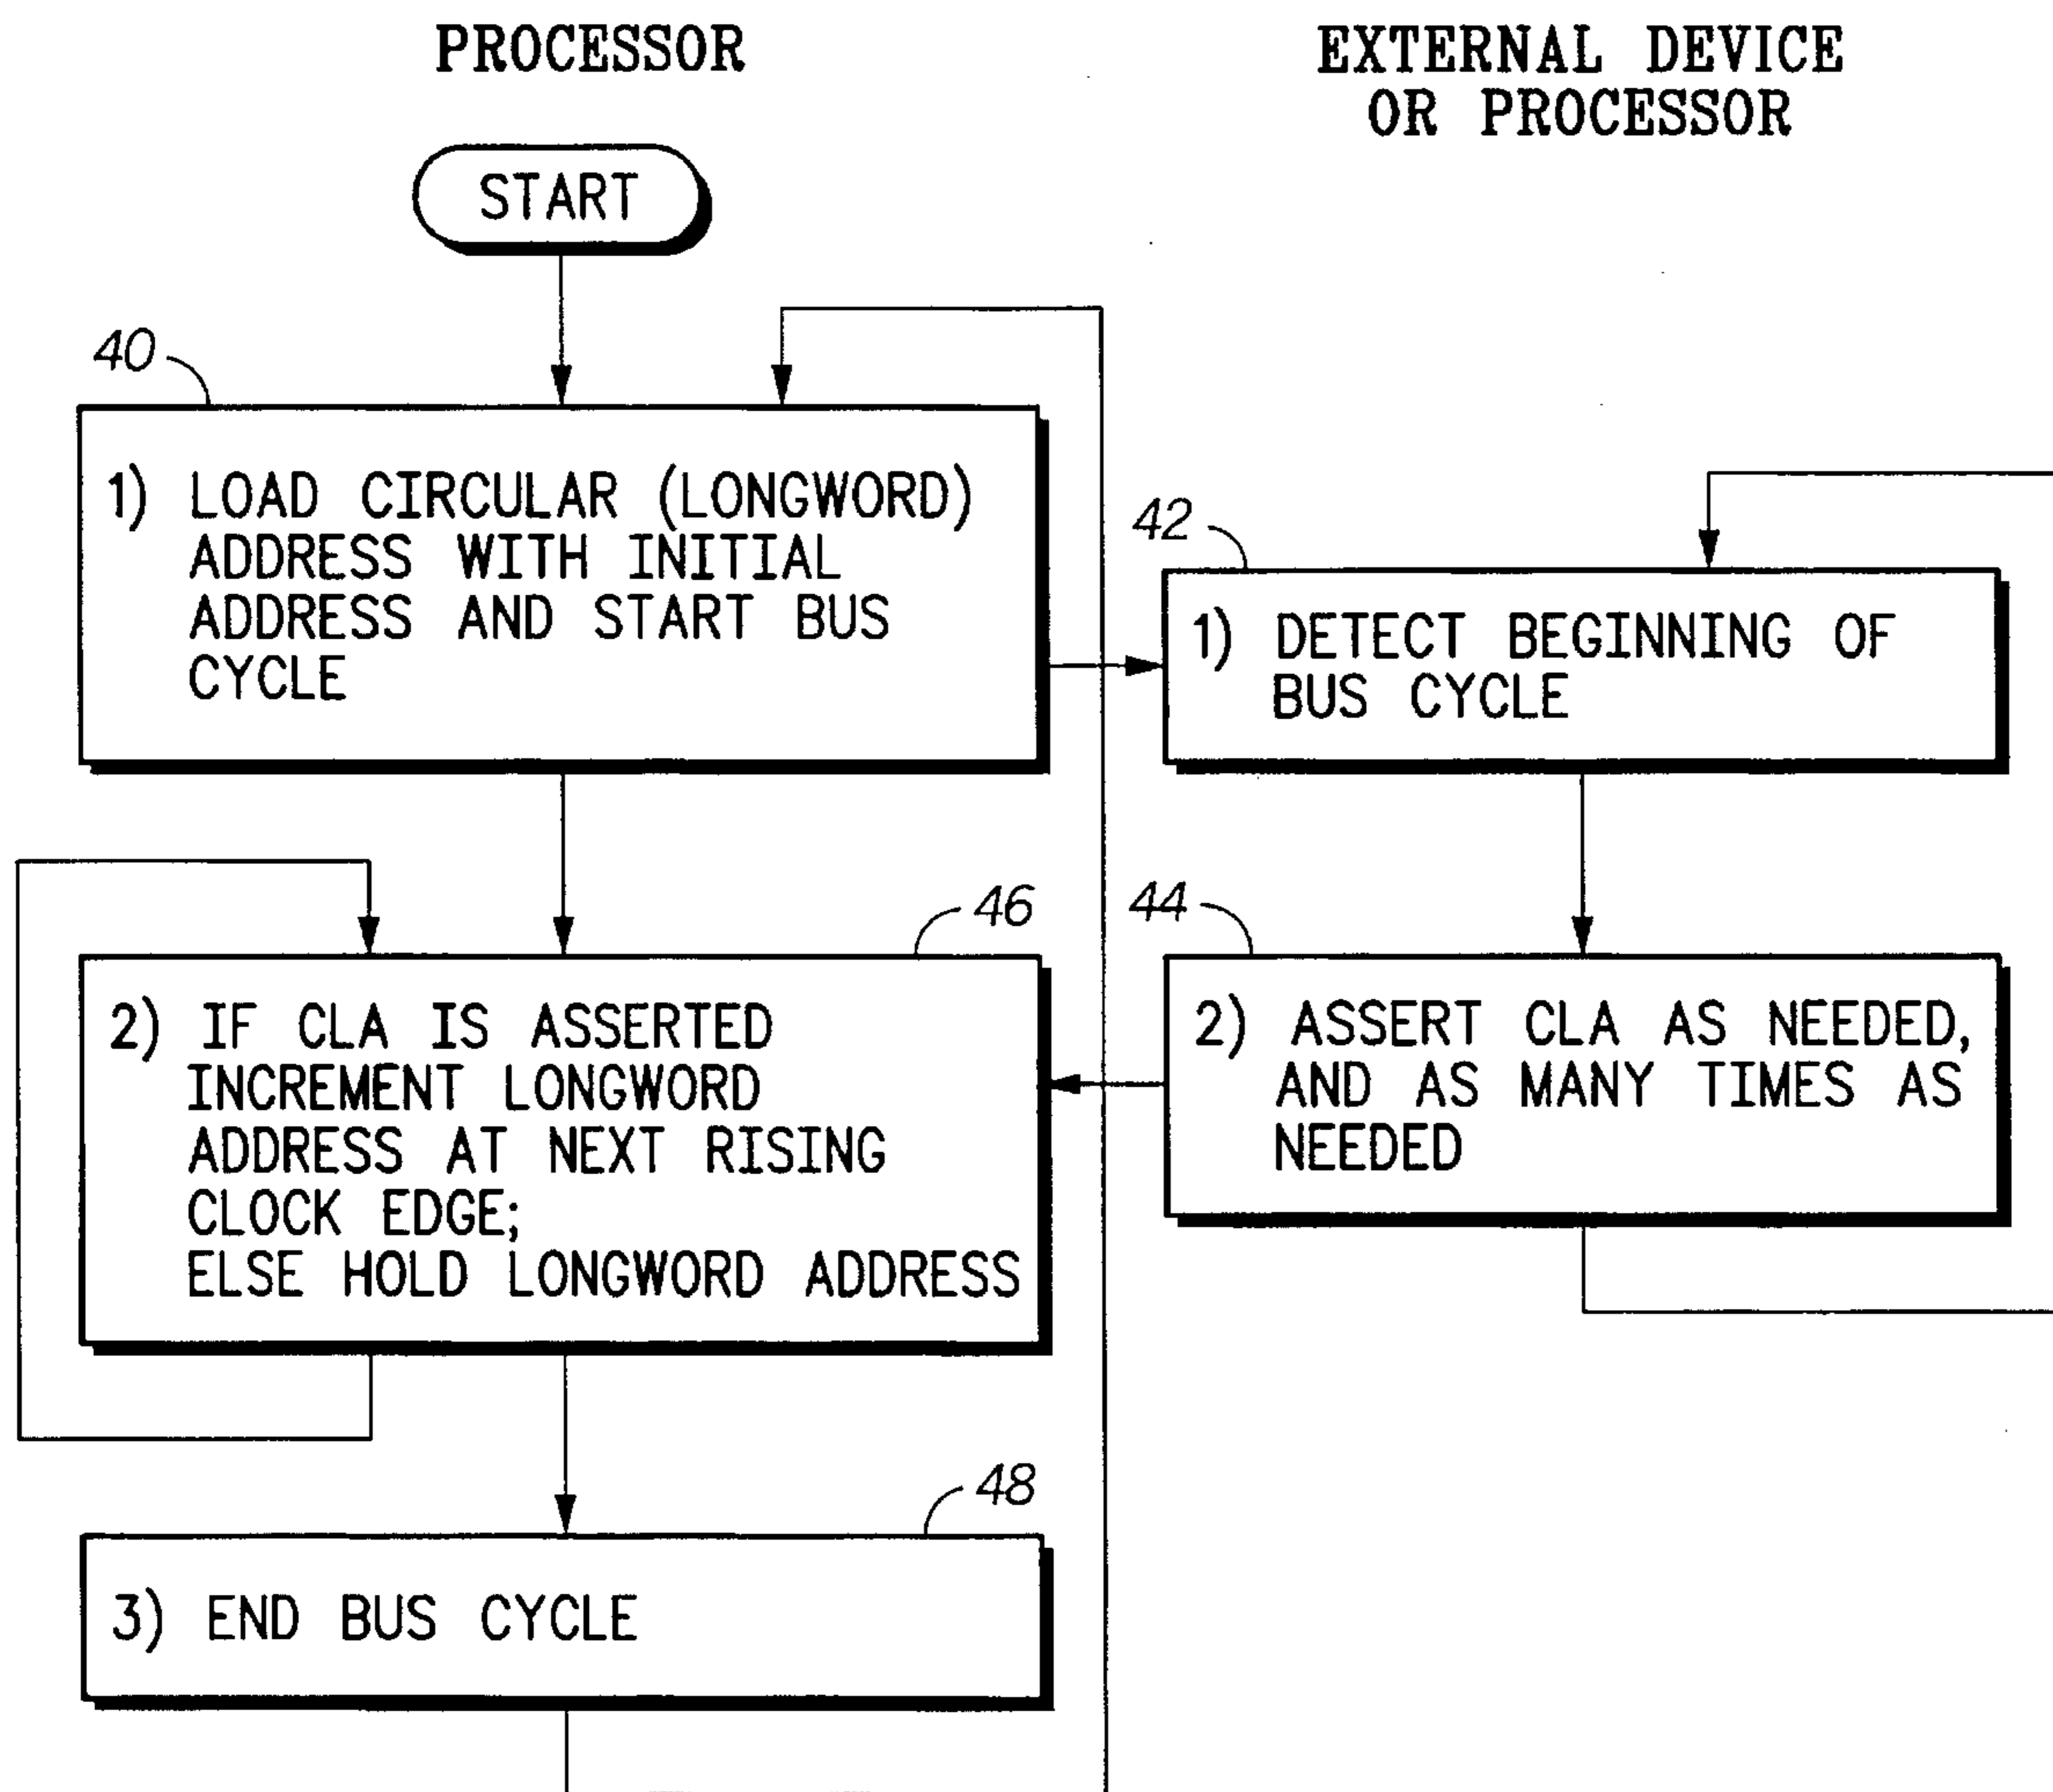 PROCESSOR
EXTERNAL DEVICE
OR PROCESSOR
START
40
1) LOAD CIRCULAR (LONGWORD)
ADDRESS WITH INITIAL
ADDRESS AND START BUS
CYCLE
42
1) DETECT BEGINNING OF
BUS CYCLE
46
2) IF CLA IS ASSERTED
INCREMENT LONGWORD
ADDRESS AT NEXT RISING
CLOCK EDGE;
ELSE HOLD LONGWORD ADDRESS
44
2) ASSERT CLA AS NEEDED,
AND AS MANY TIMES AS
NEEDED
48
3) END BUS CYCLE